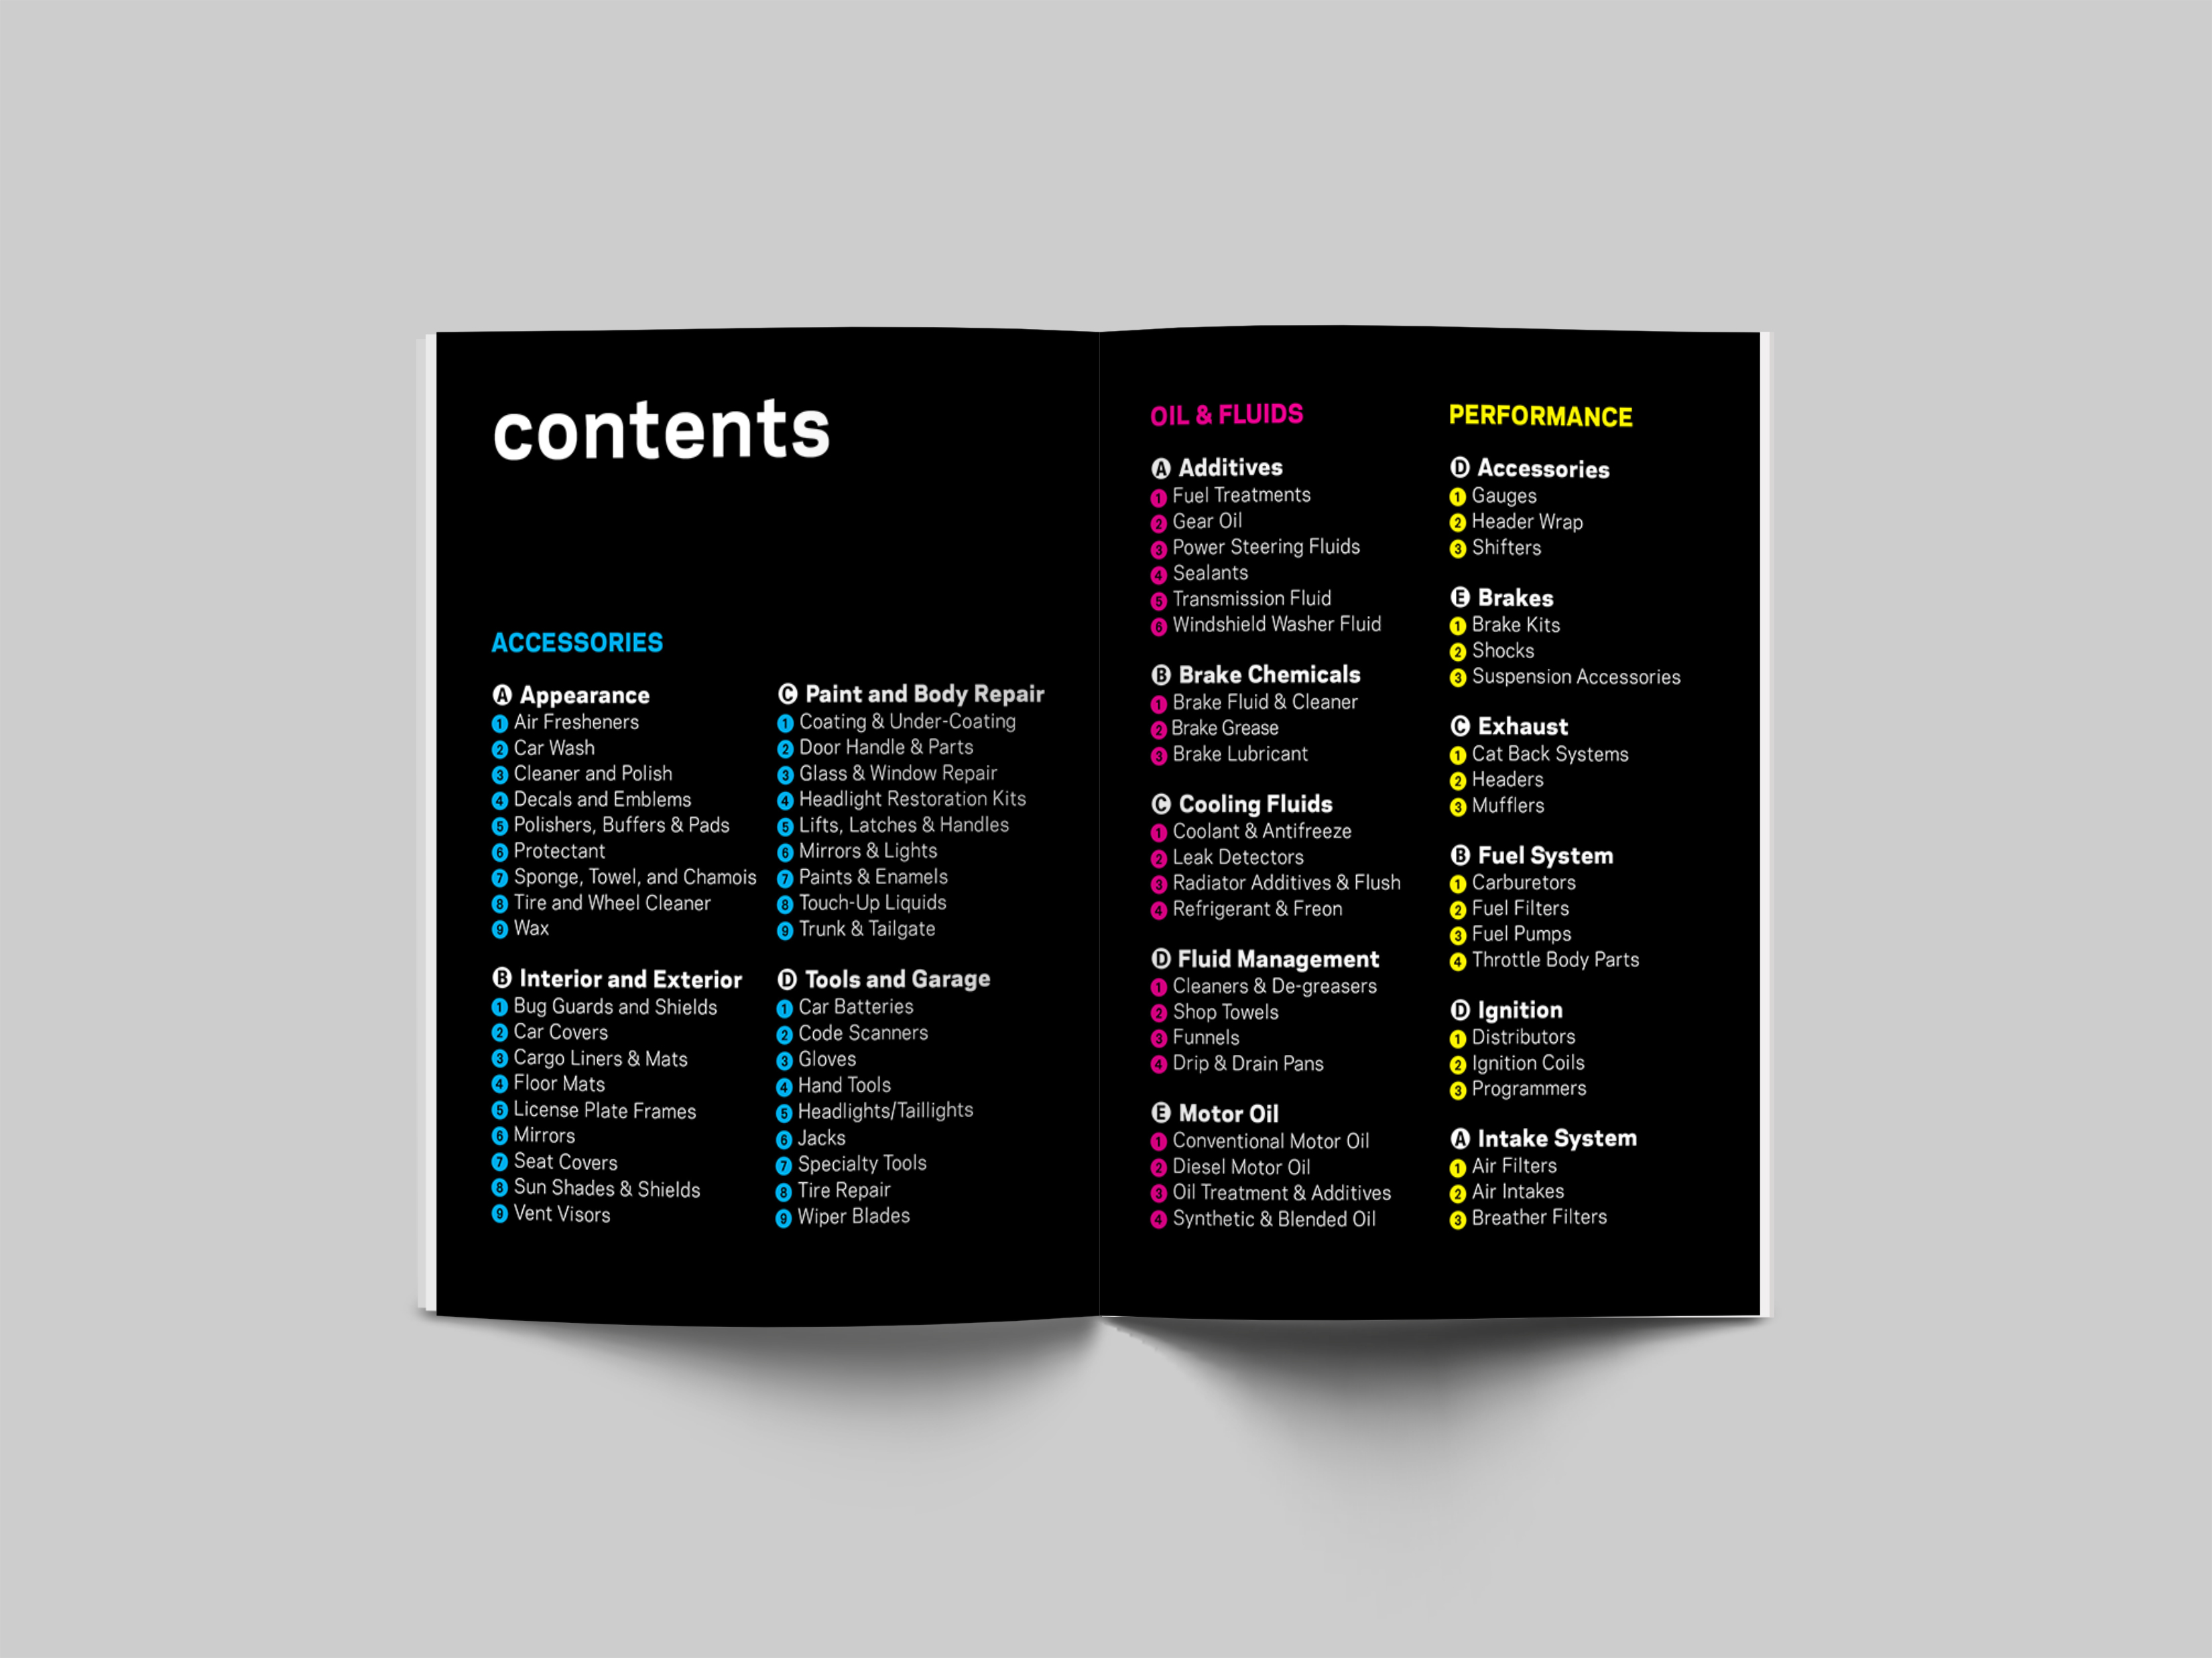 contents
ACCESSORIES
A Appearance
1 Air Fresheners
2 Car Wash
3 Cleaner and Polish
4 Decals and Emblems
5 Polishers, Buffers & Pads
6 Protectant
7 Sponge, Towel, and Chamois
8 Tire and Wheel Cleaner
9 Wax
B Interior and Exterior
1 Bug Guards and Shields
2 Car Covers
3 Cargo Liners & Mats
4 Floor Mats
5 License Plate Frames
6 Mirrors
7 Seat Covers
8 Sun Shades & Shields
9 Vent Visors
C Paint and Body Repair
1 Coating & Under-Coating
2 Door Handle & Parts
3 Glass & Window Repair
4 Headlight Restoration Kits
5 Lifts, Latches & Handles
6 Mirrors & Lights
7 Paints & Enamels
8 Touch-Up Liquids
9 Trunk & Tailgate
D Tools and Garage
1 Car Batteries
2 Code Scanners
3 Gloves
4 Hand Tools
5 Headlights/Taillights
6 Jacks
7 Specialty Tools
8 Tire Repair
9 Wiper Blades
OIL & FLUIDS
A Additives
1 Fuel Treatments
2 Gear Oil
3 Power Steering Fluids
4 Sealants
5 Transmission Fluid
6 Windshield Washer Fluid
B Brake Chemicals
1 Brake Fluid & Cleaner
2 Brake Grease
3 Brake Lubricant
C Cooling Fluids
1 Coolant & Antifreeze
2 Leak Detectors
3 Radiator Additives & Flush
4 Refrigerant & Freon
D Fluid Management
1 Cleaners & De-greasers
2 Shop Towels
3 Funnels
4 Drip & Drain Pans
E Motor Oil
1 Conventional Motor Oil
2 Diesel Motor Oil
3 Oil Treatment & Additives
4 Synthetic & Blended Oil
PERFORMANCE
D Accessories
1 Gauges
2 Header Wrap
3 Shifters
E Brakes
1 Brake Kits
2 Shocks
3 Suspension Accessories
C Exhaust
1 Cat Back Systems
2 Headers
3 Mufflers
B Fuel System
1 Carburetors
2 Fuel Filters
3 Fuel Pumps
4 Throttle Body Parts
D Ignition
1 Distributors
2 Ignition Coils
3 Programmers
A Intake System
1 Air Filters
2 Air Intakes
3 Breather Filters